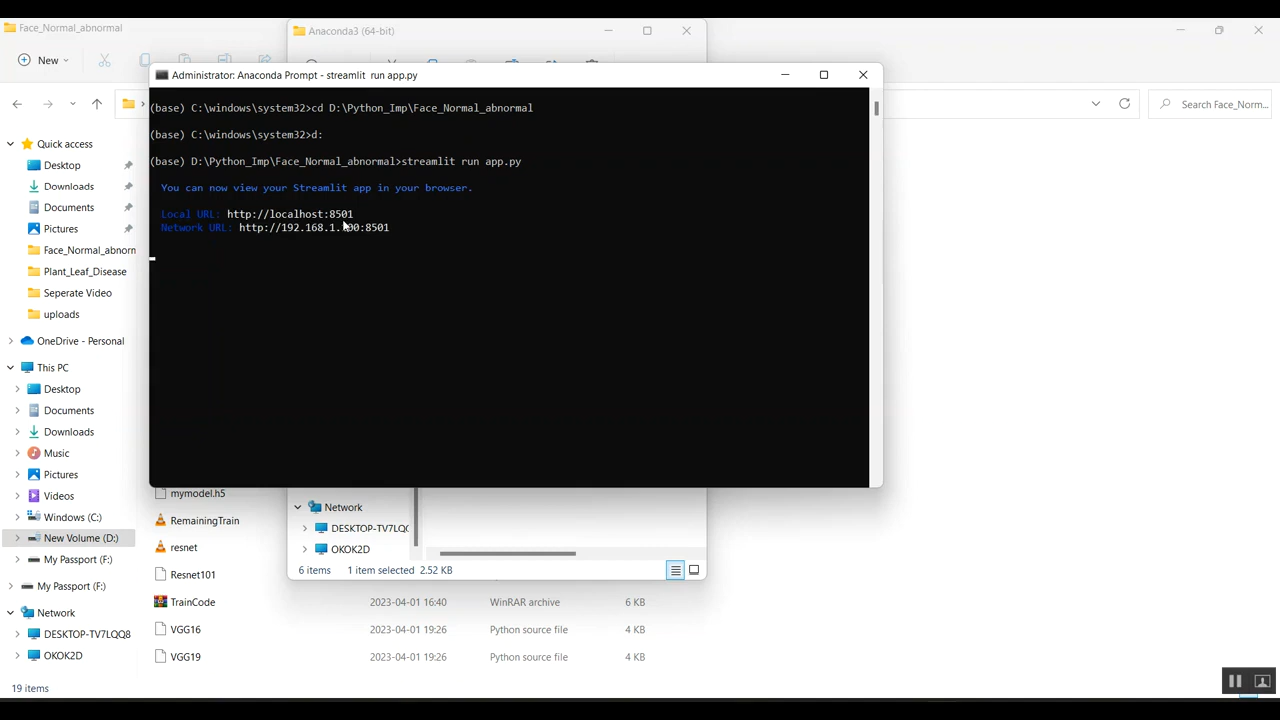 Face_Normal_abnormal
Anaconda3 (64-bit)
New
Administrator: Anaconda Prompt - streamlit run app.py
Search Face_Norm...
(base) C:\windows\system32>cd D:\Python_Imp\Face_Normal_abnormal
(base) C:\windows\system32>d:
(base) D:\Python_Imp\Face_Normal_abnormal>streamlit run app.py
You can now view your Streamlit app in your browser.
Local URL: http://localhost:8501
Network URL:
Quick access
Desktop
Downloads
Documents
Pictures
Face_Normal_abnorn
Plant_Leaf_Disease
Seperate Video
uploads
OneDrive - Personal
This PC
Desktop
Documents
Downloads
Music
Pictures
Videos
Windows (C:)
New Volume (D:)
My Passport (F:)
My Passport (F:)
Network
DESKTOP-TV7LQQ8
OKOK2D
19 items
mymodel.h5
RemainingTrain
resnet
Resnet101
TrainCode 2023-04-01 16:40 WinRAR archive 6 KB
VGG16 2023-04-01 19:26 Python source file 4 KB
VGG19 2023-04-01 19:26 Python source file 4 KB
Network
DESKTOP-TV7LQ
OKOK2D
6 items 1 item selected 2.52 KB